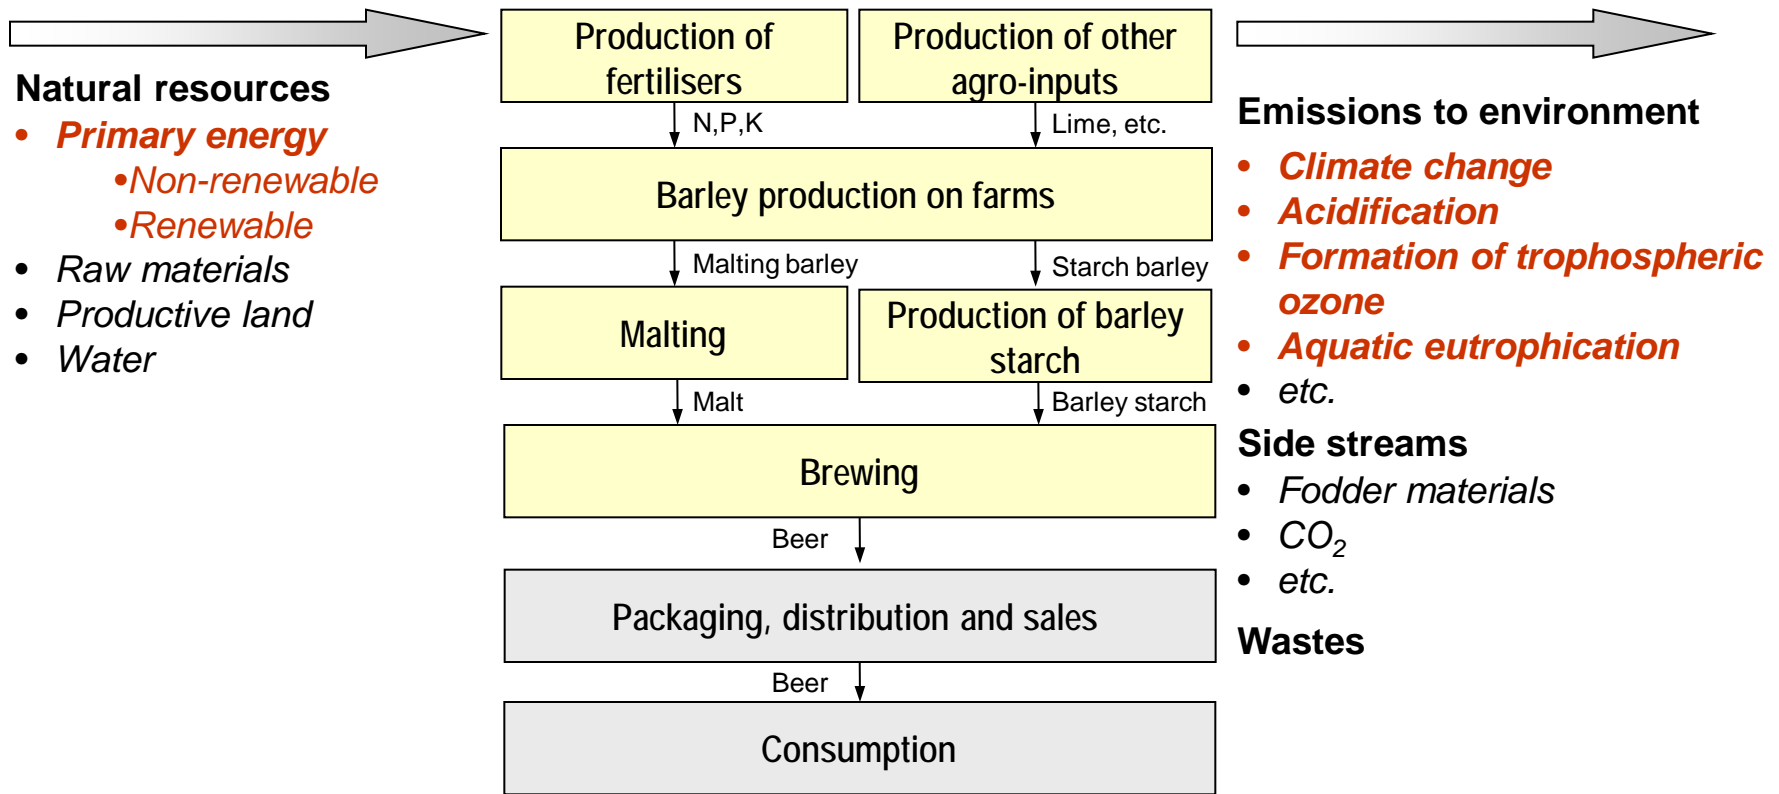 Natural resources
• Primary energy
•Non-renewable
•Renewable
• Raw materials
• Productive land
• Water
Production of
fertilisers
Production of other
agro-inputs
N,P,K
Lime, etc.
Barley production on farms
Malting barley
Starch barley
Malting
Production of barley
starch
Malt
Barley starch
Brewing
Beer
Packaging, distribution and sales
Beer
Consumption
Emissions to environment
• Climate change
• Acidification
• Formation of trophospheric
ozone
• Aquatic eutrophication
• etc.
Side streams
• Fodder materials
• CO₂
• etc.
Wastes